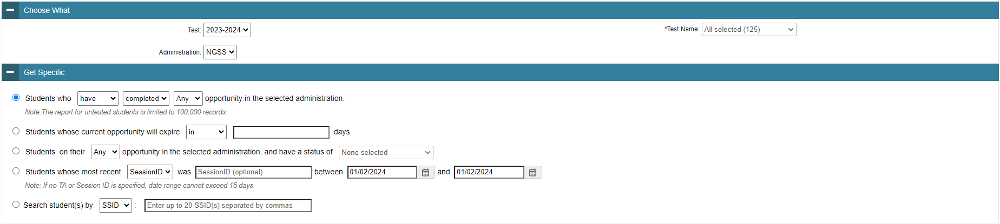 Choose What
Test: 2023-2024 *Test Name: All selected (125)
Administration: NGSS
Get Specific
Students who have completed Any opportunity in the selected administration.
Note:The report for untested students is limited to 100,000 records.
Students whose current opportunity will expire in days.
Students on their Any opportunity in the selected administration, and have a status of None selected
Students whose most recent SessionID was SessionID (optional) between 01/02/2024 and 01/02/2024
Note: If no TA or Session ID is specified, date range cannot exceed 15 days
Search student(s) by SSID : Enter up to 20 SSID(s) separated by commas